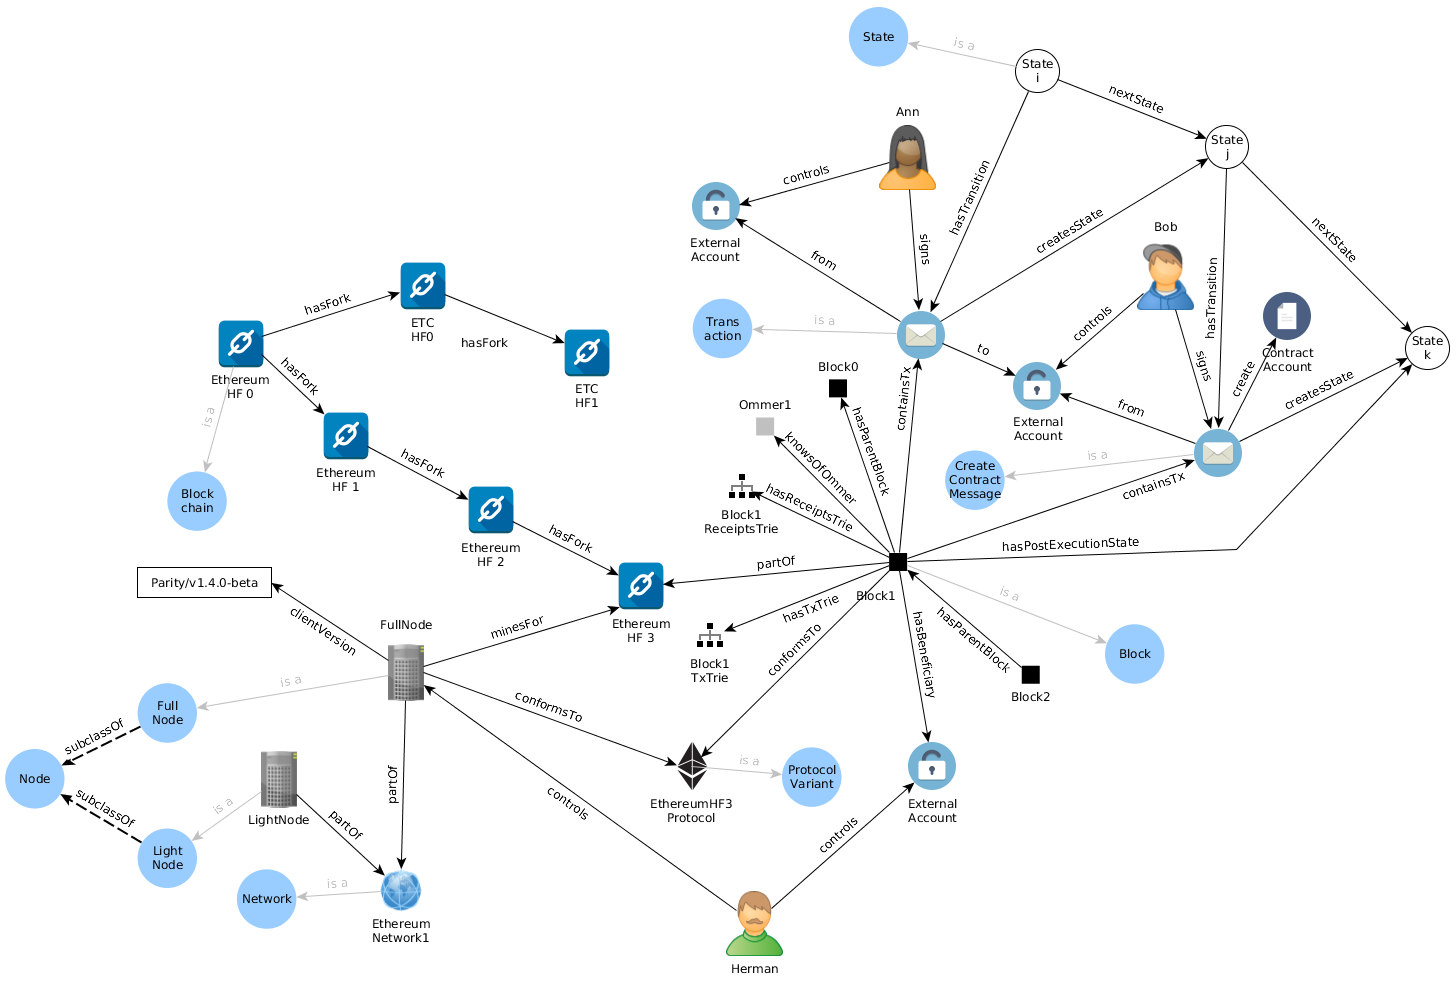 State
is a
State
i
nextState
Ann
State
j
controls
hasTransition
External
Account
signs
createsState
from
Bob
nextState
hasTransition
ETC
HF0
hasFork
hasFork
ETC
HF1
Ethereum
HF 0
hasFork
is a
Trans
action
is a
to
controls
signs
create
Contract
Account
State
k
createsState
Block0
containsTx
Ommer1
hasParentBlock
knowsOfOmmer
External
Account
from
Ethereum
HF 1
hasFork
Block
chain
Block1
ReceiptsTrie
hasReceiptsTrie
Create
Contract
Message
is a
containsTx
Ethereum
HF 2
hasFork
hasPostExecutionState
partOf
Parity/v1.4.0-beta
clientVersion
FullNode
minesFor
Ethereum
HF 3
Block1
hasTxTrie
conformsTo
hasBeneficiary
hasParentBlock
is a
Block
Block1
TxTrie
Block2
is a
Full
Node
subclassOf
Node
subclassOf
Light
Node
is a
LightNode
partOf
partOf
conformsTo
EthereumHF3
Protocol
is a
Protocol
Variant
External
Account
controls
controls
Network
is a
Ethereum
Network1
Herman